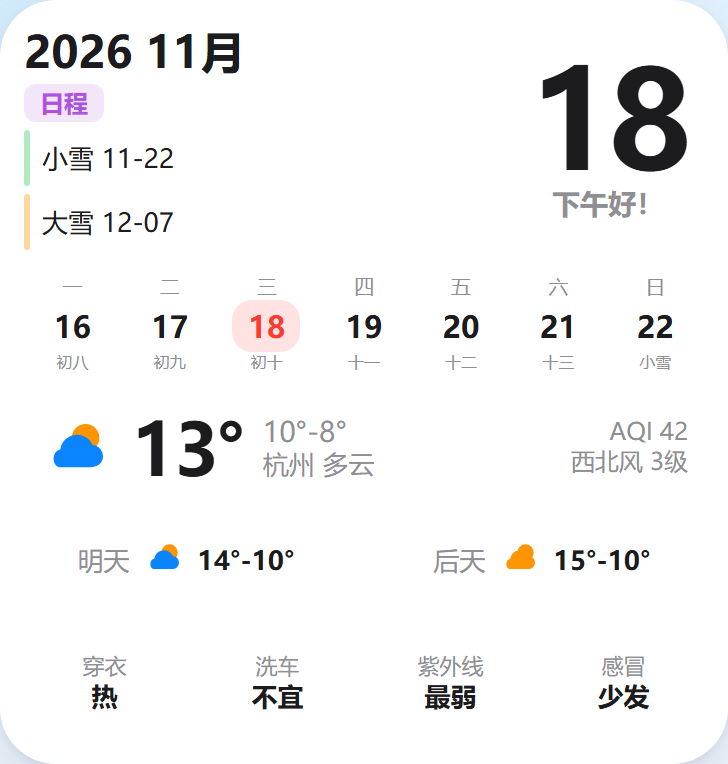 2026 11月
18
日程
小雪 11-22
大雪 12-07
下午好!
一 二 三 四 五 六 日
16 17 18 19 20 21 22
初八 初九 初十 十一 十二 十三 小雪
13°
10°-8°
杭州 多云
AQI 42
西北风 3级
明天 14°-10° 后天 15°-10°
穿衣 洗车 紫外线 感冒
热 不宜 最弱 少发